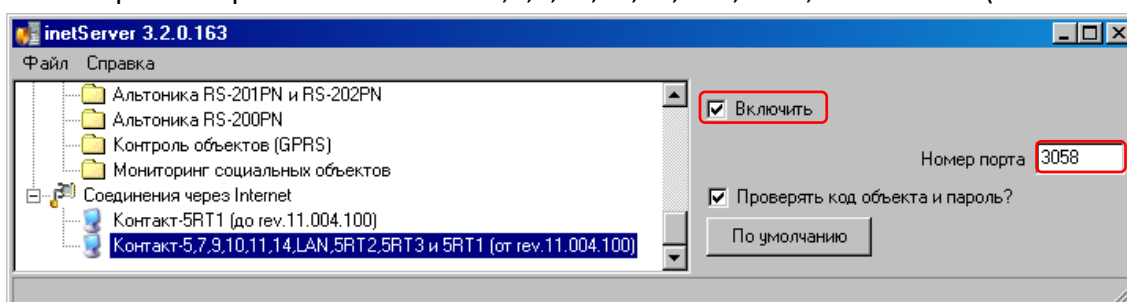 inetServer 3.2.0.163
Файл Справка
Альтоника RS-201PN и RS-202PN
Альтоника RS-200PN
Контроль объектов (GPRS)
Мониторинг социальных объектов
Соединения через Internet
Контакт-5RT1 (до rev.11.004.100)
Контакт-5,7,9,10,11,14,LAN,5RT2,5RT3 и 5RT1 (от rev.11.004.100)
Включить
Номер порта 3058
Проверять код объекта и пароль?
По умолчанию